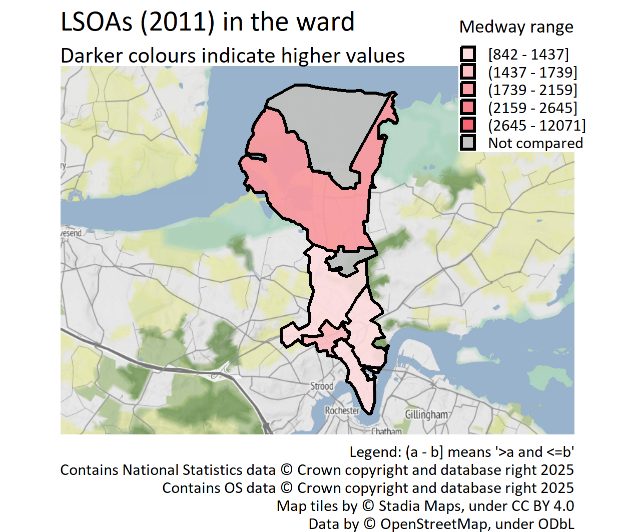 LSOAs (2011) in the ward
Darker colours indicate higher values
Medway range
[842 - 1437]
(1437 - 1739]
(1739 - 2159]
(2159 - 2645]
(2645 - 12071]
Not compared
ry
vesend
Strood
Rochester
Gillingham
Chatham
Legend: (a - b] means '>a and <=b'
Contains National Statistics data © Crown copyright and database right 2025
Contains OS data © Crown copyright and database right 2025
Map tiles by © Stadia Maps, under CC BY 4.0
Data by © OpenStreetMap, under ODbL